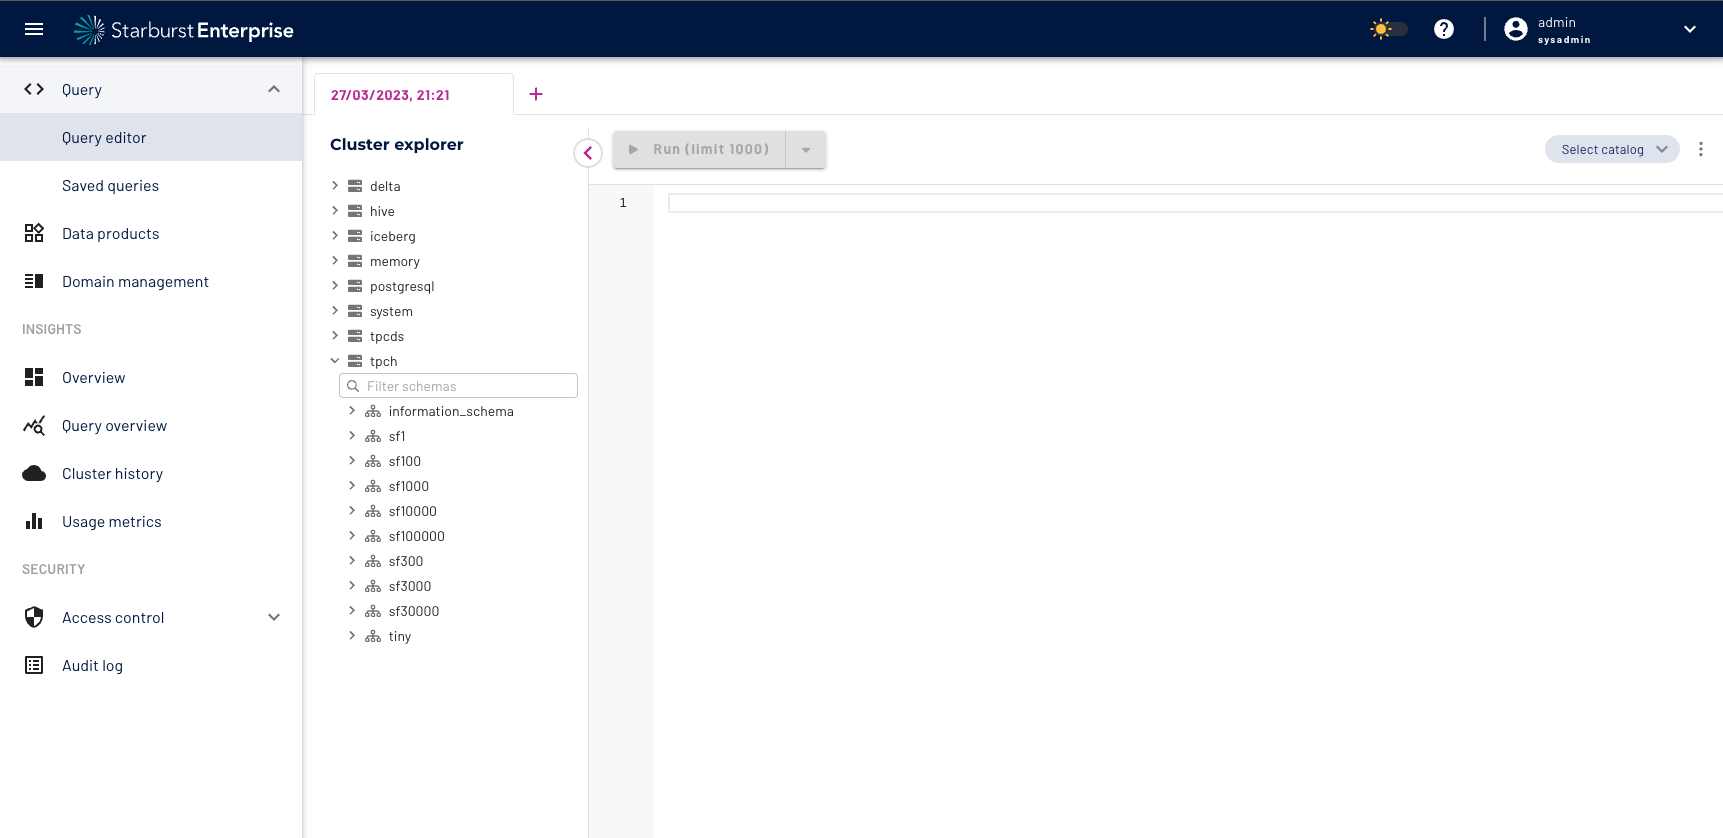 Starburst Enterprise
admin
sysadmin
Query
Query editor
Saved queries
Data products
Domain management
INSIGHTS
Overview
Query overview
Cluster history
Usage metrics
SECURITY
Access control
Audit log
27/03/2023, 21:21
Cluster explorer
delta
hive
iceberg
memory
postgresql
system
tpcds
tpch
Filter schemas
information_schema
sf1
sf100
sf1000
sf10000
sf100000
sf300
sf3000
sf30000
tiny
Run (limit 1000)
Select catalog
1